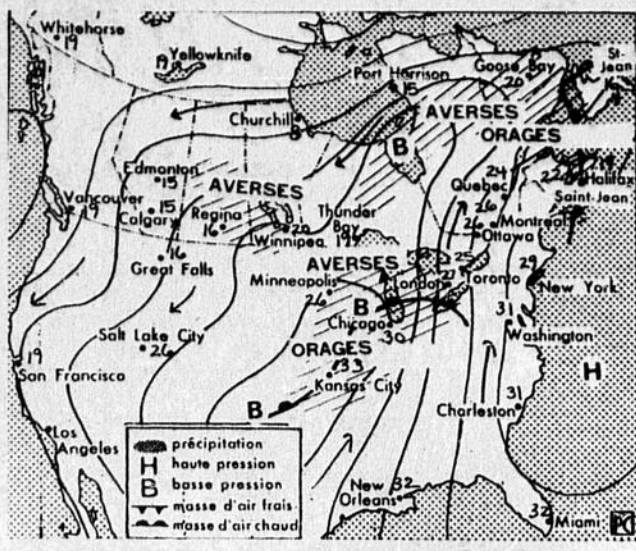 Whitehorse
19
Yellowknife
19
Port Harrison
15
Goose Bay
20
St-
Jean
AVERSES
ORAGES
Churchill
8
B
Edmonton
15
AVERSES
Quebec
24
26
Halifax
Saint-Jean
Vancouver
19
15
Calgary
Regina
16
Thunder
Bay
Winnipeg
20
Montreal
26
Ottawa
16
Great Falls
AVERSES
Minneapolis
26
London
27
25
Toronto
29
New York
B
Chicago
30
31
Washington
Salt Lake City
26
ORAGES
33
Kansas City
19
San Francisca
H
B
31
Charleston
Los
Angeles
précipitation
H haute pression
B basse pression
masse d'air frais
masse d'air chaud
New
Orleans
32
32
Miami
PC